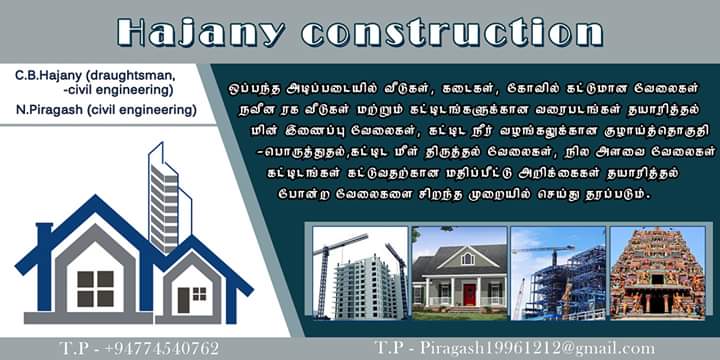 Hajany construction
C.B.Hajany (draughtsman,
-civil engineering)
N.Piragash (civil engineering)
ஒப்பந்த அடிப்படையில் வீடுகள், கடைகள், கோவில் கட்டுமான வேலைகள்
நவீன ரக வீடுகள் மற்றும் கட்டிடங்களுக்கான வரைபடங்கள் தயாரித்தல்
மின் இணைப்பு வேலைகள், கட்டிட நீர் வழங்கலுக்கான குழாய்த்தொகுதி
-பொருத்துதல்,கட்டிட மீள் திருத்தல் வேலைகள், நில அளவை வேலைகள்
கட்டிடங்கள் கட்டுவதற்கான மதிப்பீட்டு அறிக்கைகள் தயாரித்தல்
போன்ற வேலைகளை சிறந்த முறையில் செய்து தரப்படும்.
T.P - +94774540762
T.P - Piragash19961212@gmail.com